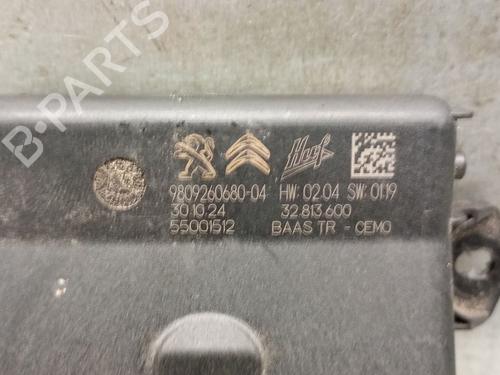 B-PARTS
Huf
9809260680-04 HW: 02.04 SW: 01.19
30.10.24 32 813 600
55001512 BAAS TR - CEMO